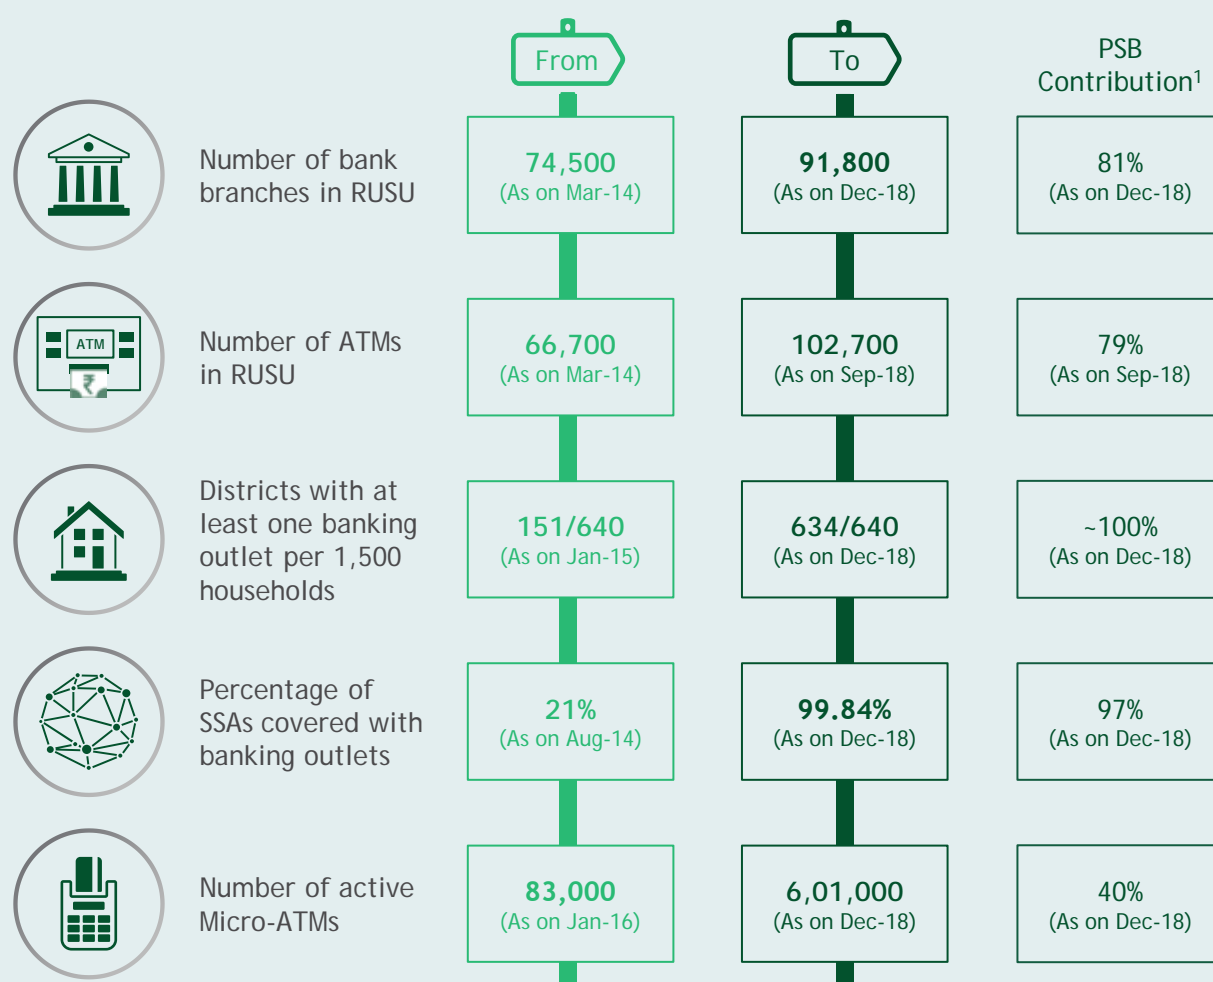 From
To
PSB
Contribution¹
Number of bank
branches in RUSU
74,500
(As on Mar-14)
91,800
(As on Dec-18)
81%
(As on Dec-18)
ATM
₹
Number of ATMs
in RUSU
66,700
(As on Mar-14)
102,700
(As on Sep-18)
79%
(As on Sep-18)
Districts with at
least one banking
outlet per 1,500
households
151/640
(As on Jan-15)
634/640
(As on Dec-18)
~100%
(As on Dec-18)
Percentage of
SSAs covered with
banking outlets
21%
(As on Aug-14)
99.84%
(As on Dec-18)
97%
(As on Dec-18)
Number of active
Micro-ATMs
83,000
(As on Jan-16)
6,01,000
(As on Dec-18)
40%
(As on Dec-18)